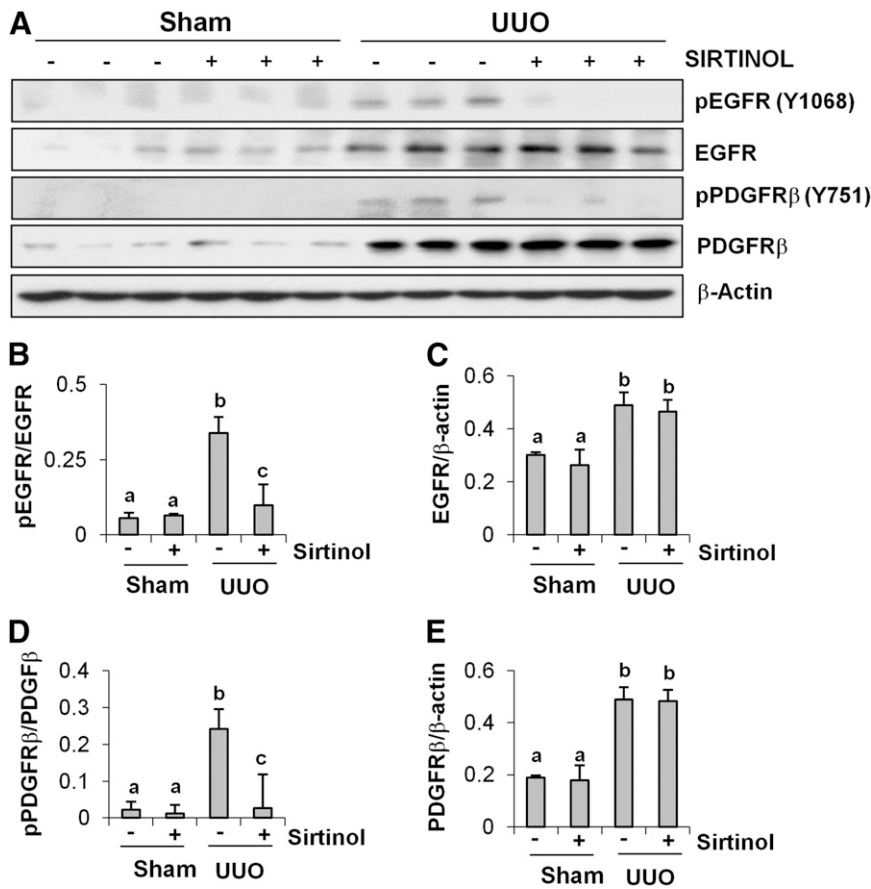 A Sham UUO
- - - + + + - - - + + + SIRTINOL
pEGFR (Y1068)
EGFR
pPDGFRβ (Y751)
PDGFRβ
β-Actin
B
pEGFR/EGFR
0.5
0.25
0
a a b c
- + - + Sirtinol
Sham UUO
C
EGFR/β-actin
0.6
0.4
0.2
0
a a b b
- + - + Sirtinol
Sham UUO
D
pPDGFRβ/PDGFβ
0.4
0.3
0.2
0.1
0
a a b c
- + - + Sirtinol
Sham UUO
E
PDGFRβ/β-actin
0.6
0.4
0.2
0
a a b b
- + - + Sirtinol
Sham UUO